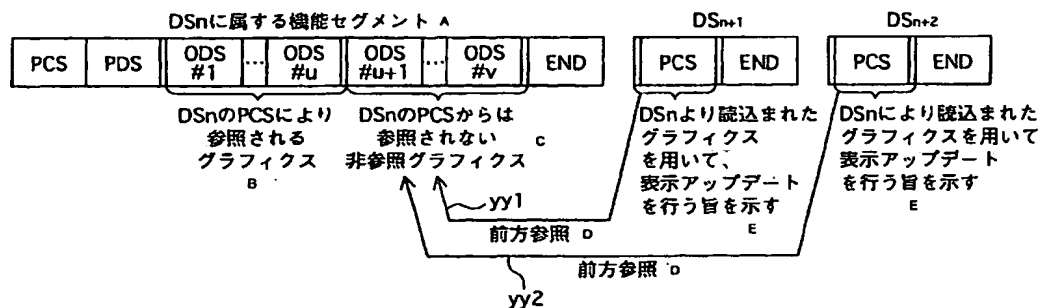 DSnに属する機能セグメント A
DSn+1
DSn+2
PCS
PDS
ODS
#1
...
ODS
#u
ODS
#u+1
...
ODS
#v
END
PCS
END
PCS
END
DSnのPCSにより
参照される
グラフィクス
B
DSnのPCSからは
参照されない
非参照グラフィクス
C
DSnより読込まれた
グラフィクス
を用いて、
表示アップデート
を行う旨を示す
E
DSnにより読込まれた
グラフィクスを用いて
表示アップデート
を行う旨を示す
E
yy1
前方参照 D
前方参照 D
yy2